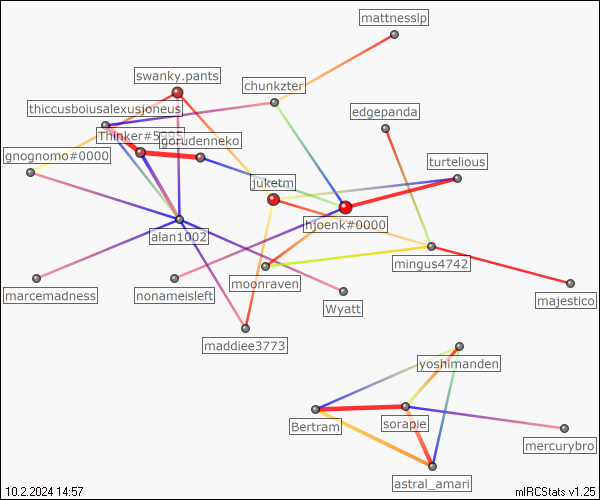 mattnesslp
swanky.pants
chunkzter
thiccusboiusalexusjoneus
edgepanda
Thinker#5995
gorudenneko
gnognomo#0000
turtelious
juketm
hjoenk#0000
alan1002
mingus4742
moonraven
marcemadness
nonameisleft
Wyatt
majestico
maddiee3773
yoshimanden
Bertram
sorapie
mercurybro
astral_amari
10.2.2024 14:57
mIRCStats v1.25